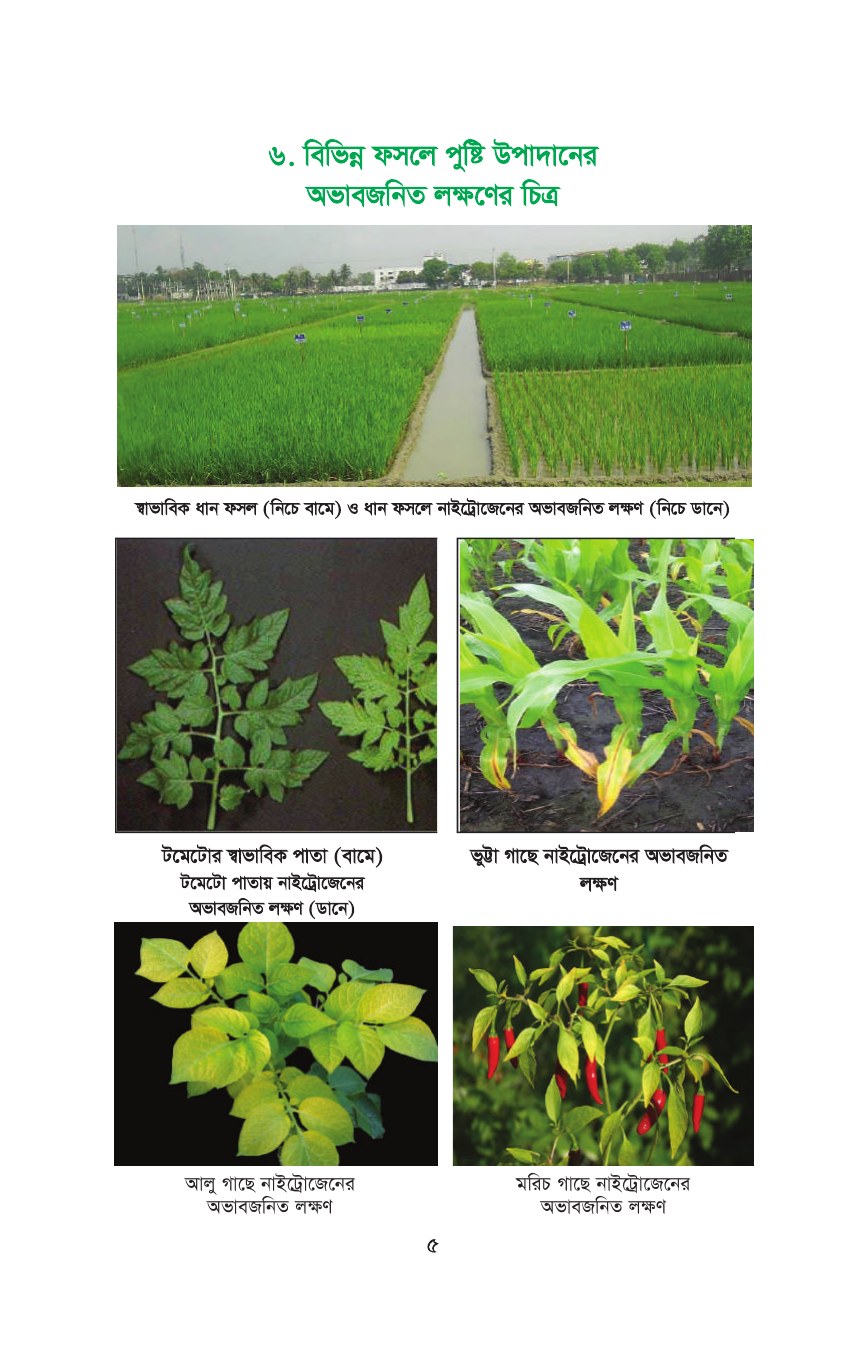 ৬. বিভিন্ন ফসলে পুষ্টি উপাদানের
অভাবজনিত লক্ষণের চিত্র
স্বাভাবিক ধান ফসল (নিচে বামে) ও ধান ফসলে নাইট্রোজেনের অভাবজনিত লক্ষণ (নিচে ডানে)
টমেটোর স্বাভাবিক পাতা (বামে)
টমেটো পাতায় নাইট্রোজেনের
অভাবজনিত লক্ষণ (ডানে)
ভুট্টা গাছে নাইট্রোজেনের অভাবজনিত
লক্ষণ
আলু গাছে নাইট্রোজেনের
অভাবজনিত লক্ষণ
মরিচ গাছে নাইট্রোজেনের
অভাবজনিত লক্ষণ
৫